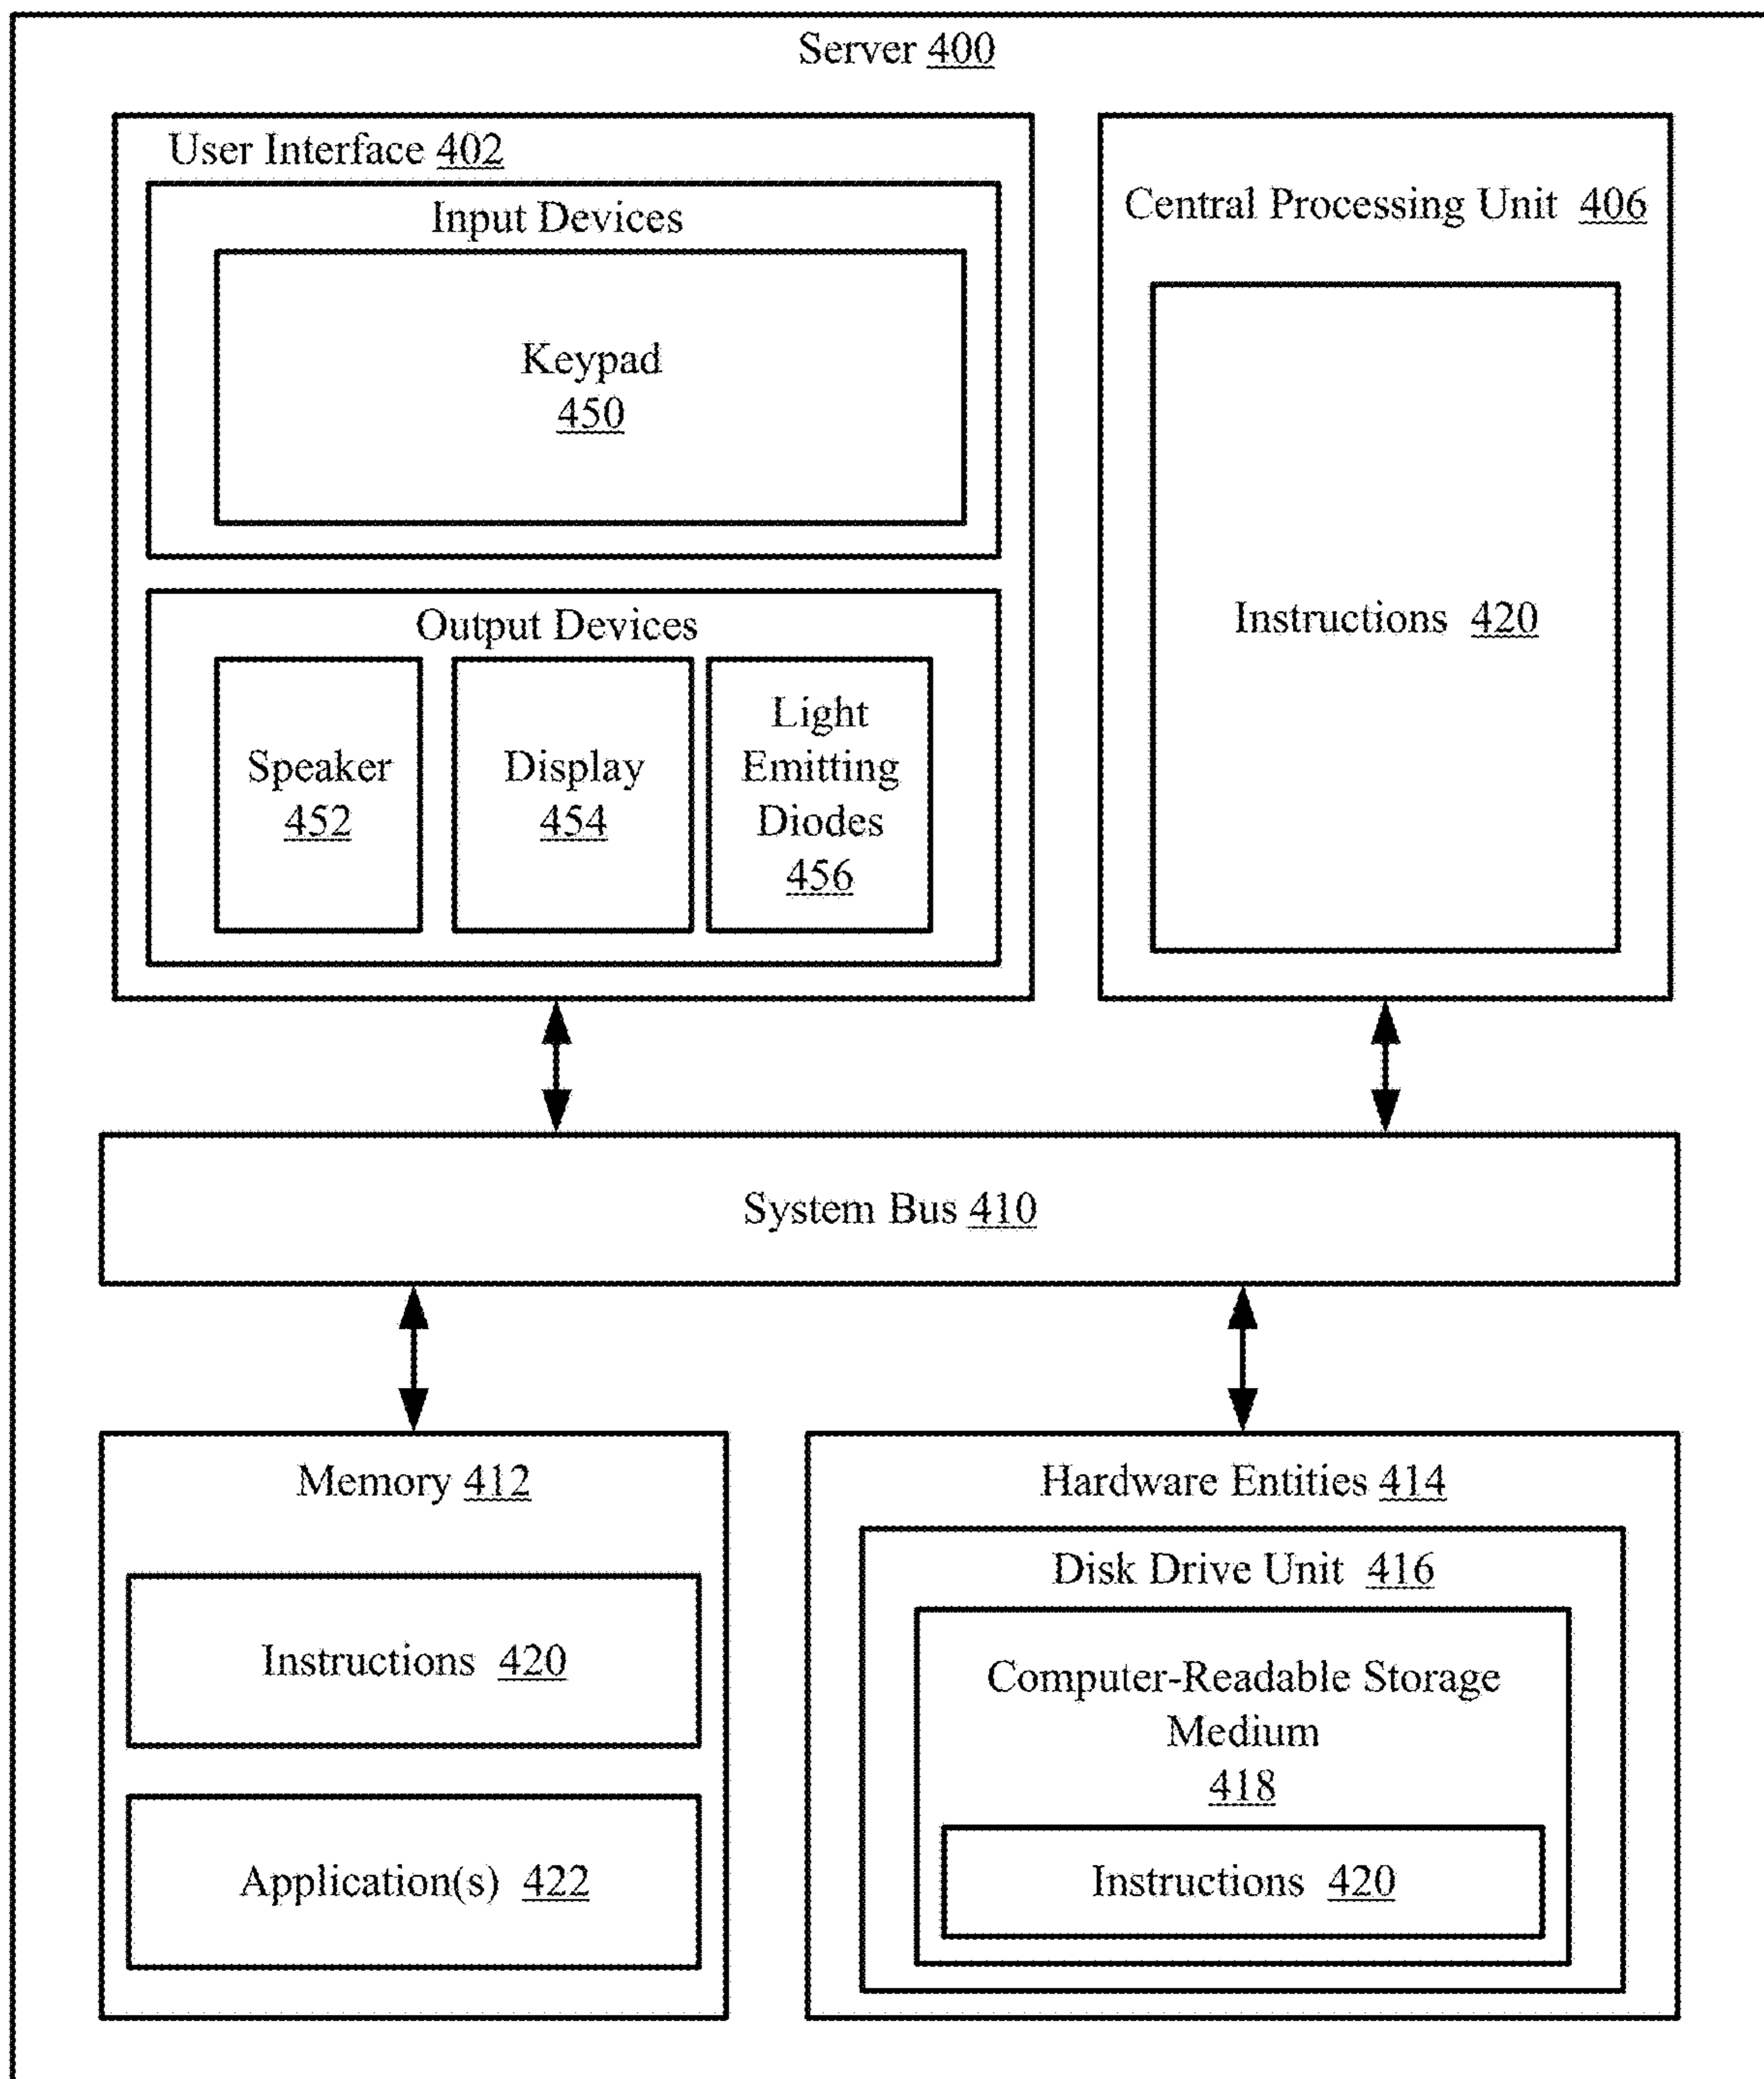 Server 400
User Interface 402
Input Devices
Keypad
450
Output Devices
Speaker
452
Display
454
Light
Emitting
Diodes
456
Central Processing Unit 406
Instructions 420
System Bus 410
Memory 412
Instructions 420
Application(s) 422
Hardware Entities 414
Disk Drive Unit 416
Computer-Readable Storage
Medium
418
Instructions 420